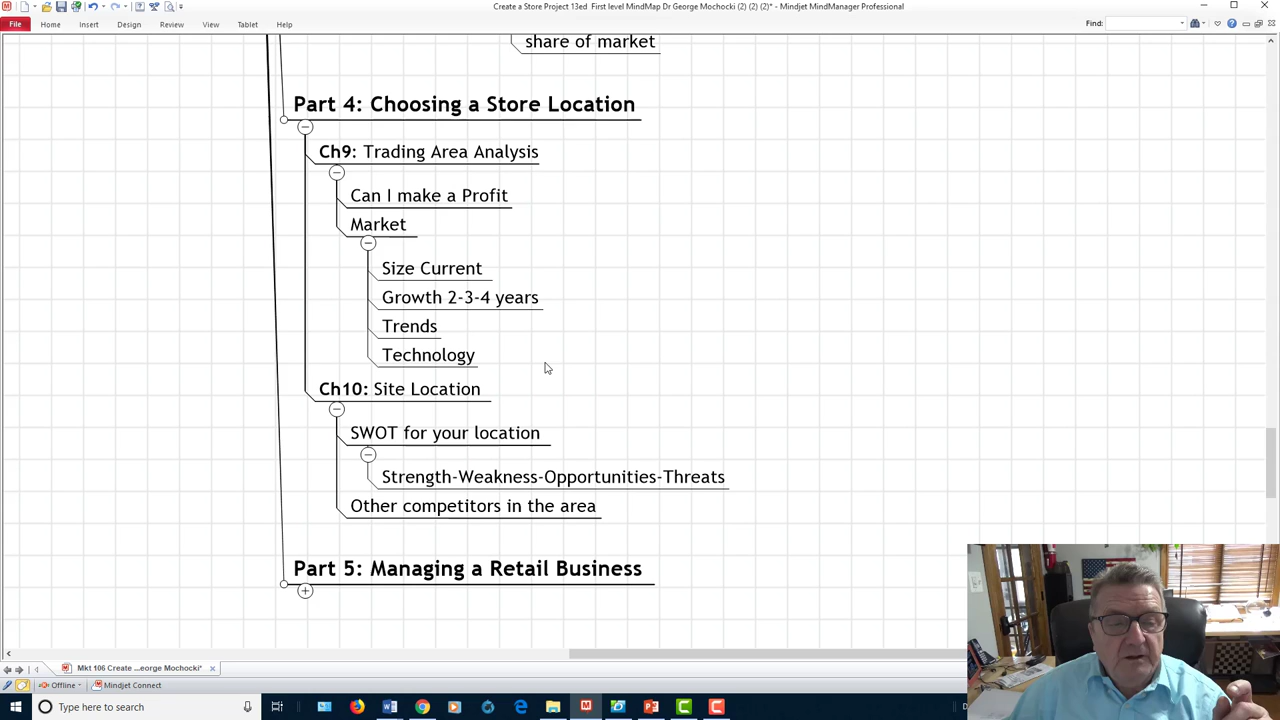 Create a Store Project 13ed First level MindMap Dr George Mochocki (2) (2) (2)* - Mindjet MindManager Professional
File Home Insert Design Review View Tablet Help Find:
share of market
Part 4: Choosing a Store Location
Ch9: Trading Area Analysis
Can I make a Profit
Market
Size Current
Growth 2-3-4 years
Trends
Technology
Ch10: Site Location
SWOT for your location
Strength-Weakness-Opportunities-Threats
Other competitors in the area
Part 5: Managing a Retail Business
Mkt 106 Create ...eorge Mochocki*
Offline Mindjet Connect
Type here to search